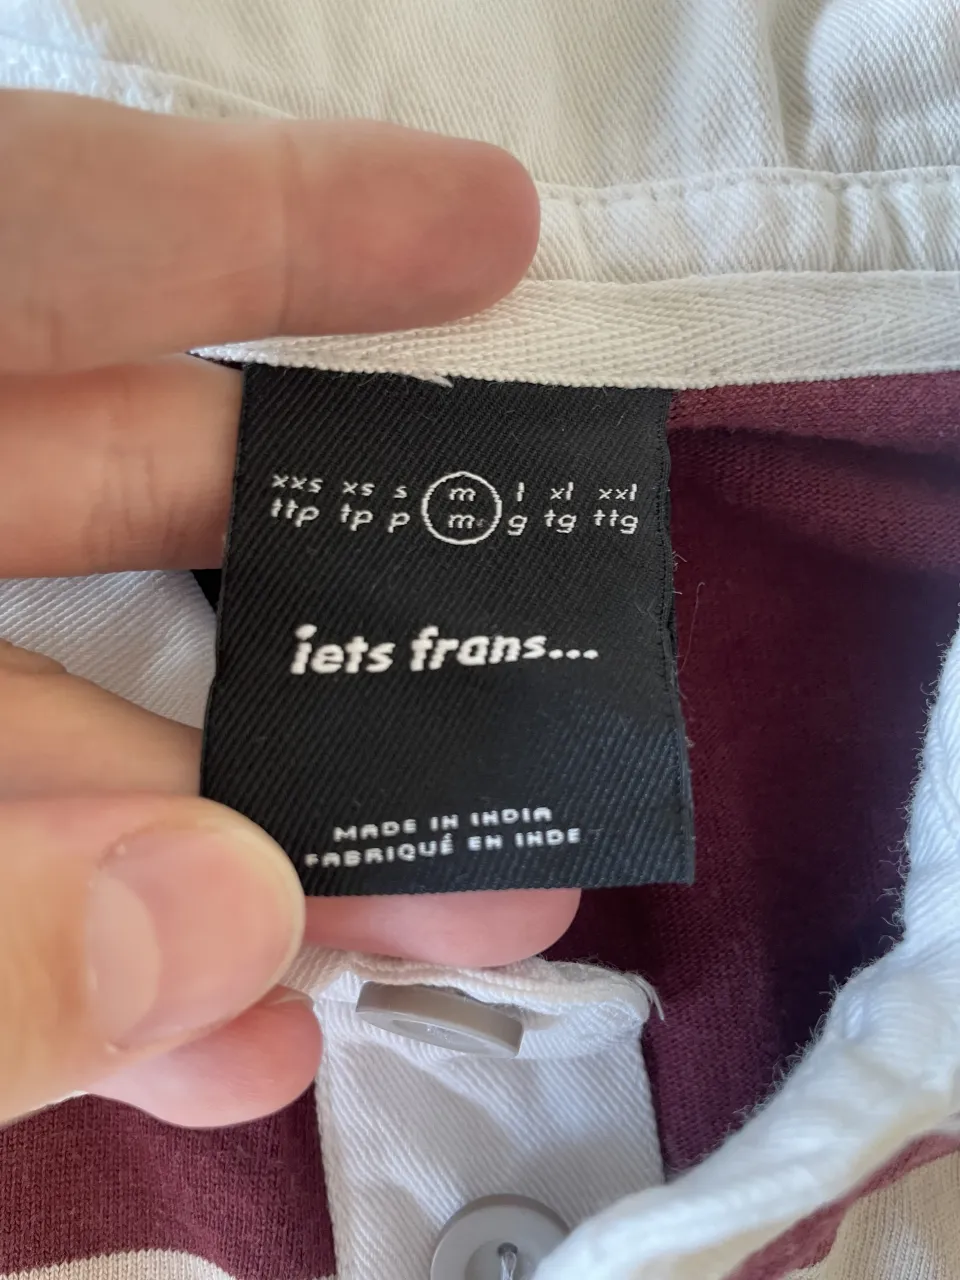 xxs xs s m l xl xxl
ttp tp p m g tg ttg
iets frans...
MADE IN INDIA
FABRIQUÉ EN INDE